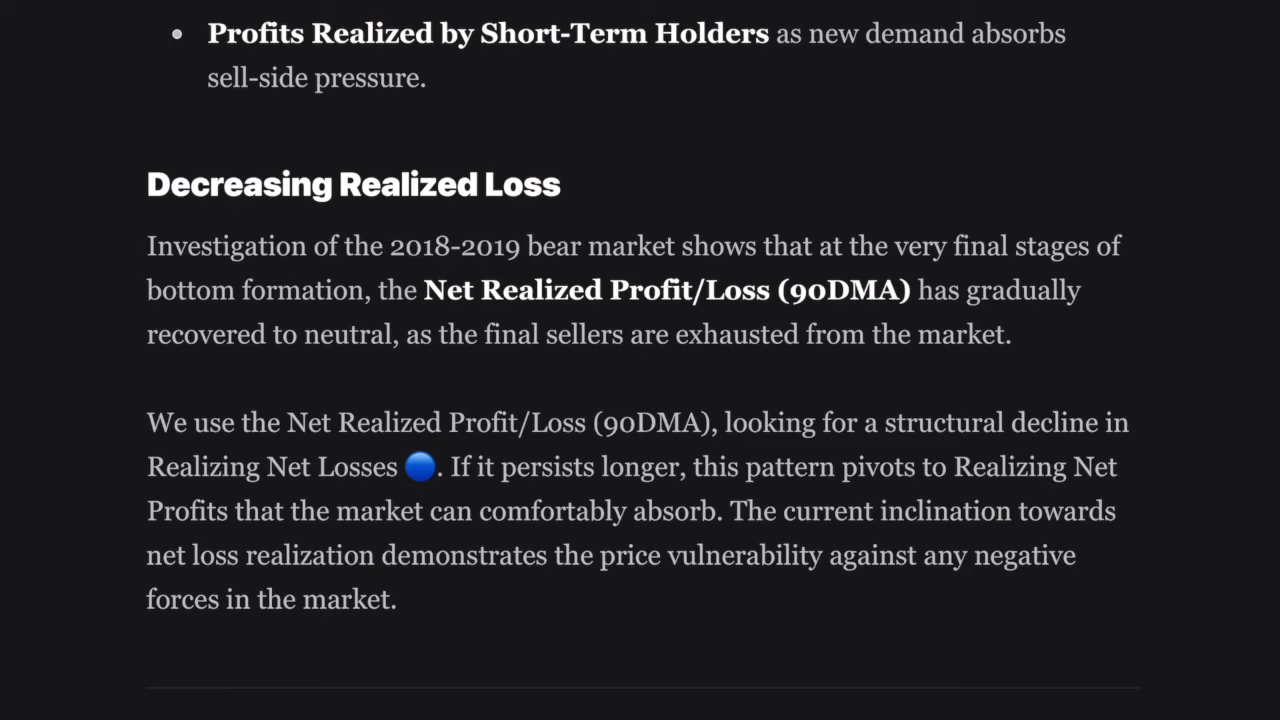 • Profits Realized by Short-Term Holders as new demand absorbs
sell-side pressure.
Decreasing Realized Loss
Investigation of the 2018-2019 bear market shows that at the very final stages of
bottom formation, the Net Realized Profit/Loss (90DMA) has gradually
recovered to neutral, as the final sellers are exhausted from the market.
We use the Net Realized Profit/Loss (90DMA), looking for a structural decline in
Realizing Net Losses 🔵. If it persists longer, this pattern pivots to Realizing Net
Profits that the market can comfortably absorb. The current inclination towards
net loss realization demonstrates the price vulnerability against any negative
forces in the market.